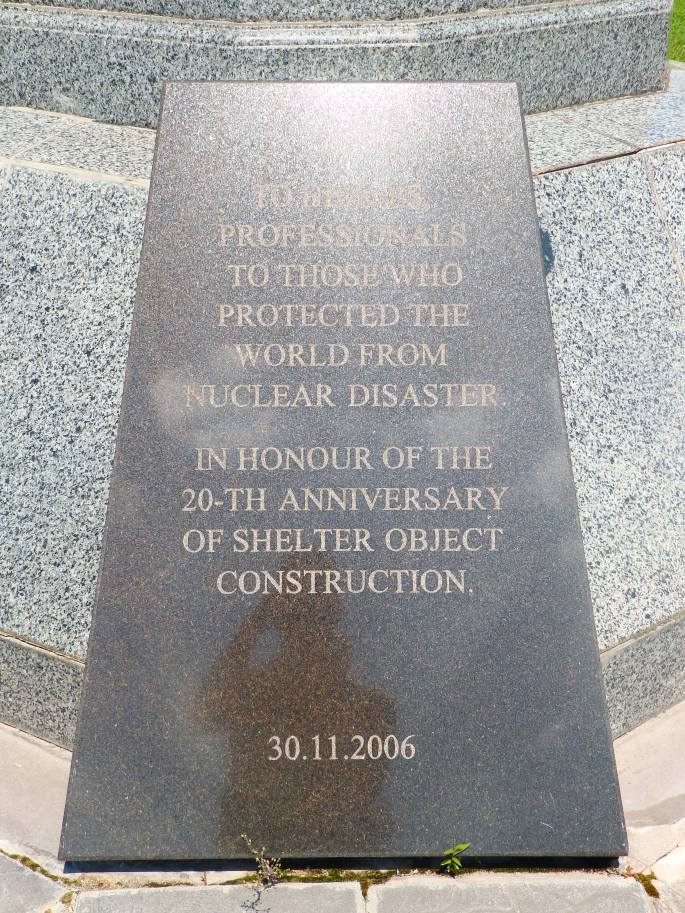 TO HEROES,
PROFESSIONALS
TO THOSE WHO
PROTECTED THE
WORLD FROM
NUCLEAR DISASTER.
IN HONOUR OF THE
20-TH ANNIVERSARY
OF SHELTER OBJECT
CONSTRUCTION.
30.11.2006